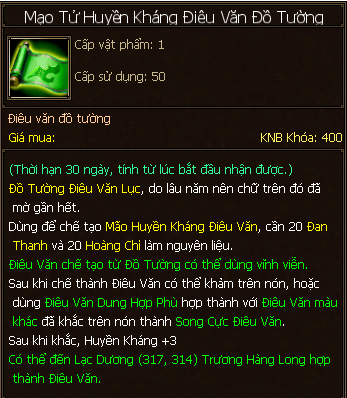 Mạo Tử Huyền Kháng Điêu Văn Đồ Tường
Cấp vật phẩm: 1
Cấp sử dụng: 50
Điêu văn đồ tường
Giá mua: KNB Khóa: 400
(Thời hạn 30 ngày, tính từ lúc bắt đầu nhận được.)
Đồ Tường Điêu Văn Lục, do lâu năm nên chữ trên đó đã
mờ gần hết.
Dùng để chế tạo Mão Huyền Kháng Điêu Văn, cần 20 Đan
Thanh và 20 Hoàng Chi làm nguyên liệu.
Điêu Văn chế tạo từ Đồ Tường có thể dùng vĩnh viễn.
Sau khi chế thành Điêu Văn có thể khảm trên nón, hoặc
dùng Điêu Văn Dung Hợp Phù hợp thành với Điêu Văn màu
khác đã khắc trên nón thành Song Cực Điêu Văn.
Sau khi khắc, Huyền Kháng +3
Có thể đến Lạc Dương (317, 314) Trương Hàng Long hợp
thành Điêu Văn.